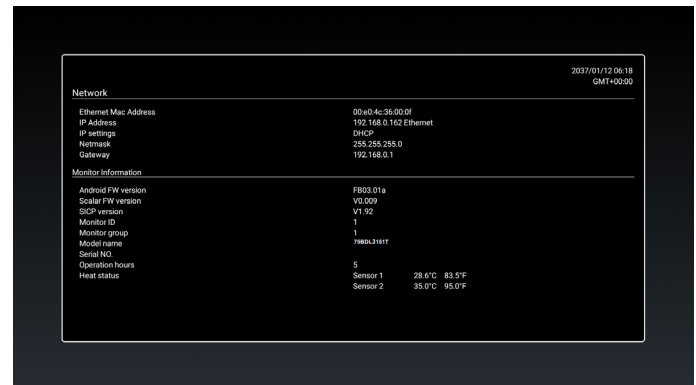 2037/01/12 06:18
GMT+00:00
Network
Ethernet Mac Address 00:e0:4c:36:00:0f
IP Address 192.168.0.162 Ethernet
IP settings DHCP
Netmask 255.255.255.0
Gateway 192.168.0.1
Monitor Information
Android FW version FB03.01a
Scalar FW version V0.009
SICP version V1.92
Monitor ID 1
Monitor group 1
Model name 75BDL3151T
Serial NO.
Operation hours 5
Heat status Sensor 1 28.6°C 83.5°F
Sensor 2 35.0°C 95.0°F